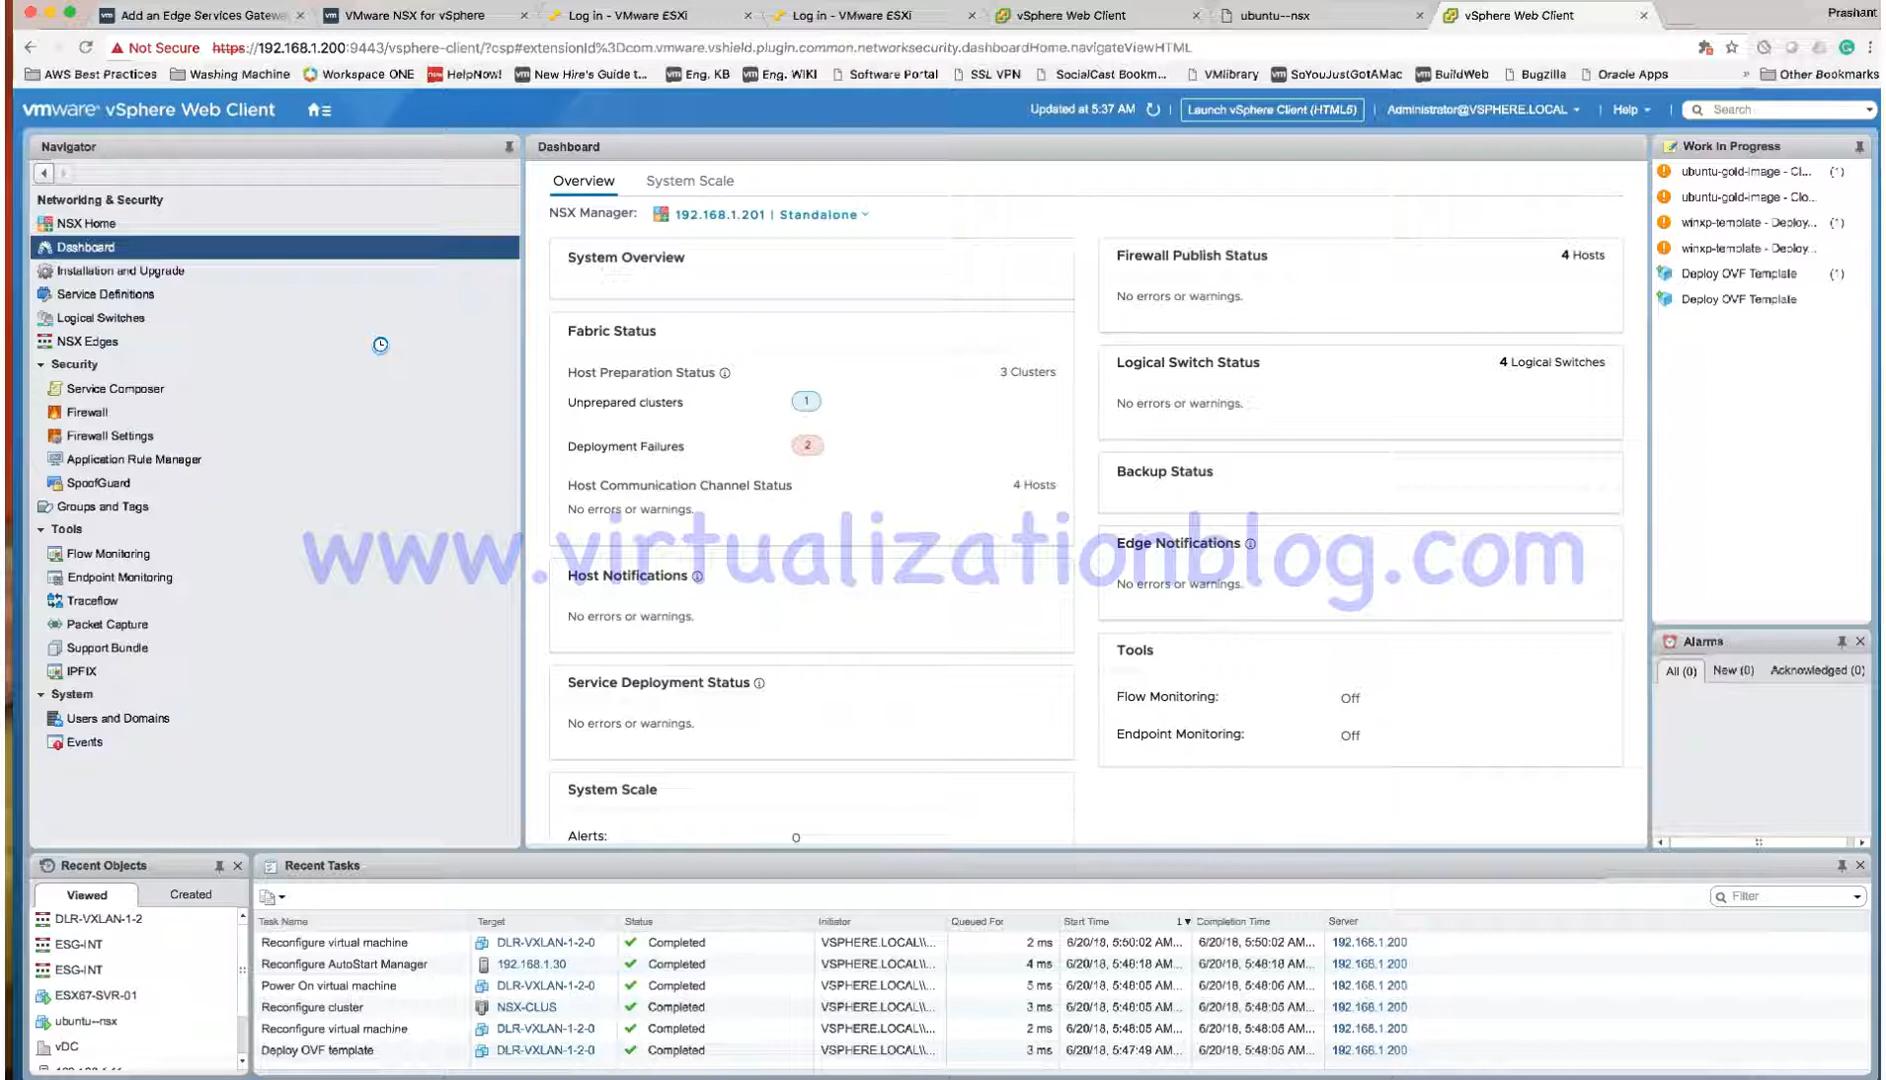 Add an Edge Services Gatew
VMware NSX for vSphere
Log in - VMware ESXi
Log in - VMware ESXi
vSphere Web Client
ubuntu--nsx
vSphere Web Client
Prashant
Not Secure https://192.168.1.200:9443/vsphere-client/?csp#extensionId%3Dcom.vmware.vshield.plugin.common.networksecurity.dashboardHome.navigateViewHTML
AWS Best Practices
Washing Machine
Workspace ONE
HelpNow!
New Hire's Guide t...
Eng. KB
Eng. WIKI
Software Portal
SSL VPN
SocialCast Bookm...
VMlibrary
SoYouJustGotAMac
BuildWeb
Bugzilla
Oracle Apps
»
Other Bookmarks
vmware vSphere Web Client
Updated at 5:37 AM
Launch vSphere Client (HTML5)
Administrator@VSPHERE.LOCAL
Help
Search
Navigator
Networking & Security
NSX Home
Dashboard
Installation and Upgrade
Service Definitions
Logical Switches
NSX Edges
Security
Service Composer
Firewall
Firewall Settings
Application Rule Manager
SpoofGuard
Groups and Tags
Tools
Flow Monitoring
Endpoint Monitoring
Traceflow
Packet Capture
Support Bundle
IPFIX
System
Users and Domains
Events
Dashboard
Overview
System Scale
NSX Manager: 192.168.1.201 | Standalone
System Overview
Fabric Status
Host Preparation Status 3 Clusters
Unprepared clusters 1
Deployment Failures 2
Host Communication Channel Status 4 Hosts
No errors or warnings.
Host Notifications
No errors or warnings.
Service Deployment Status
No errors or warnings.
System Scale
Alerts: 0
Firewall Publish Status 4 Hosts
No errors or warnings.
Logical Switch Status 4 Logical Switches
No errors or warnings.
Backup Status
Edge Notifications
No errors or warnings.
Tools
Flow Monitoring: Off
Endpoint Monitoring: Off
www.virtualizationblog.com
Work In Progress
ubuntu-gold-image - Cl... (1)
ubuntu-gold-image - Clo...
winxp-template - Deploy... (1)
winxp-template - Deploy...
Deploy OVF Template (1)
Deploy OVF Template
Alarms
All (0) New (0) Acknowledged (0)
Recent Objects
Viewed Created
DLR-VXLAN-1-2
ESG-INT
ESG-INT
ESX67-SVR-01
ubuntu--nsx
vDC
Recent Tasks
Filter
Task Name Target Status Initiator Queued For Start Time 1 ▼ Completion Time Server
Reconfigure virtual machine DLR-VXLAN-1-2-0 Completed VSPHERE.LOCAL\\... 2 ms 6/20/18, 5:50:02 AM... 6/20/18, 5:50:02 AM... 192.168.1.200
Reconfigure AutoStart Manager 192.168.1.30 Completed VSPHERE.LOCAL\\... 4 ms 6/20/18, 5:48:18 AM... 6/20/18, 5:48:18 AM... 192.168.1.200
Power On virtual machine DLR-VXLAN-1-2-0 Completed VSPHERE.LOCAL\\... 5 ms 6/20/18, 5:48:05 AM... 6/20/18, 5:48:06 AM... 192.168.1.200
Reconfigure cluster NSX-CLUS Completed VSPHERE.LOCAL\\... 3 ms 6/20/18, 5:48:05 AM... 6/20/18, 5:48:05 AM... 192.168.1.200
Reconfigure virtual machine DLR-VXLAN-1-2-0 Completed VSPHERE.LOCAL\\... 2 ms 6/20/18, 5:48:05 AM... 6/20/18, 5:48:05 AM... 192.168.1.200
Deploy OVF template DLR-VXLAN-1-2-0 Completed VSPHERE.LOCAL\\... 3 ms 6/20/18, 5:47:49 AM... 6/20/18, 5:48:05 AM... 192.168.1.200